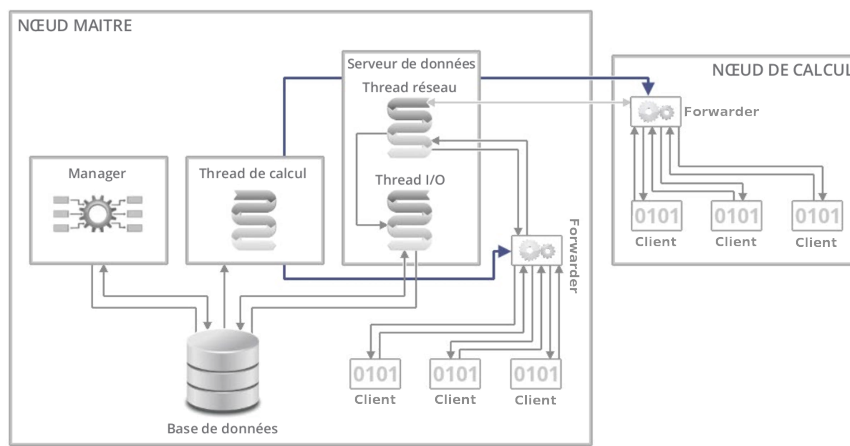 NŒUD MAITRE
Serveur de données
Thread réseau
NŒUD DE CALCUL
Forwarder
Manager
Thread de calcul
Thread I/O
Forwarder
0101
0101
0101
Client
Client
Client
0101
0101
0101
Client
Client
Client
Base de données